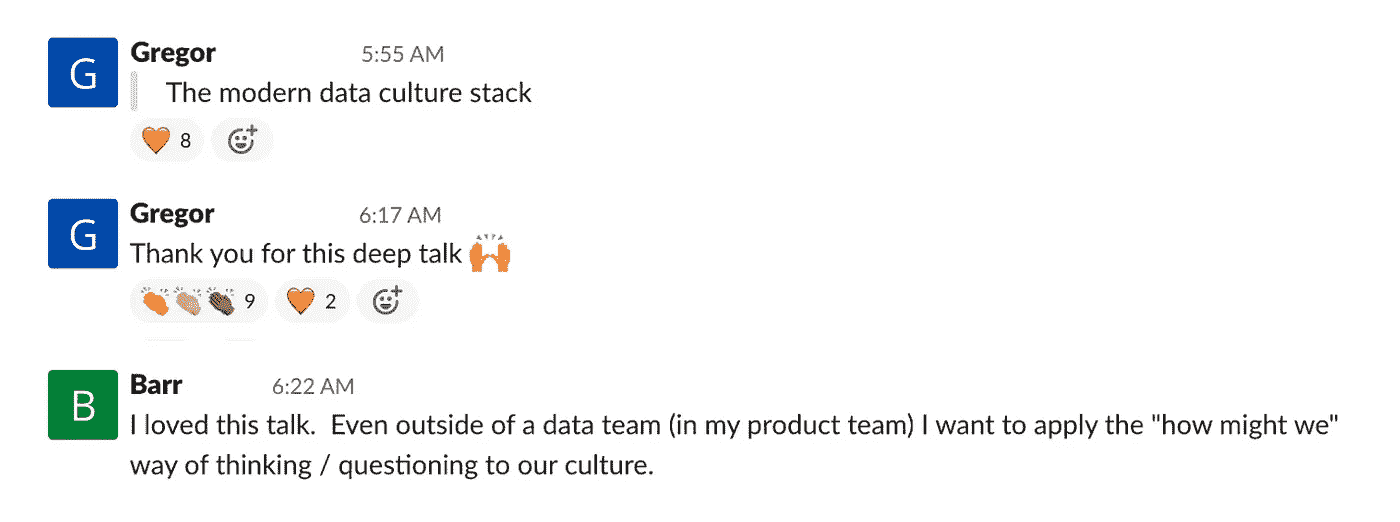 G
Gregor 5:55 AM
The modern data culture stack
🧡 8
G
Gregor 6:17 AM
Thank you for this deep talk 🙌
👏👏👏 9 🧡 2
B
Barr 6:22 AM
I loved this talk.  Even outside of a data team (in my product team) I want to apply the "how might we"
way of thinking / questioning to our culture.